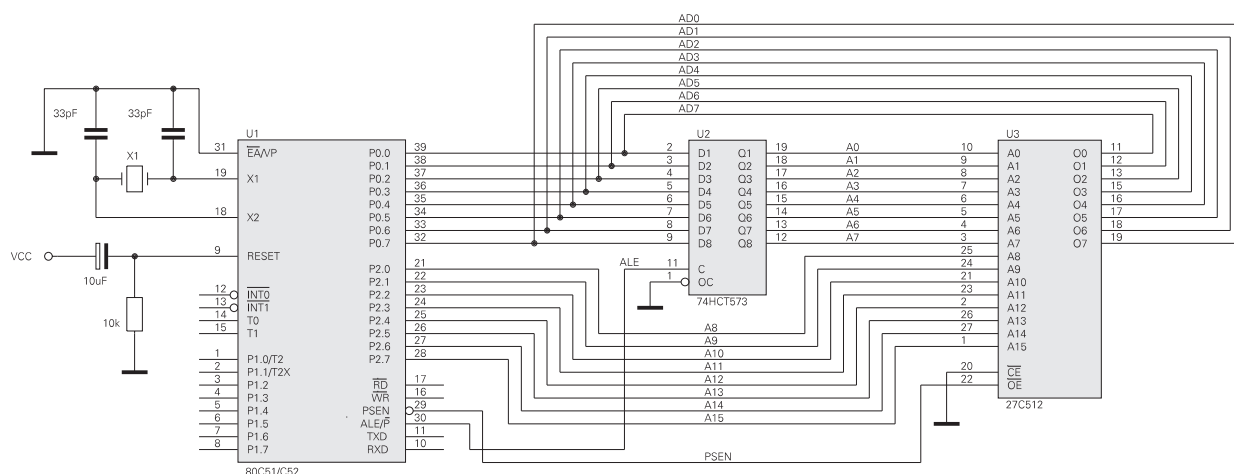 AD0
AD1
AD2
AD3
AD4
AD5
AD6
AD7
33pF 33pF
X1
VCC
10uF
10k
U1
31 EA/VP P0.0 39
P0.1 38
P0.2 37
19 X1 P0.3 36
P0.4 35
P0.5 34
18 X2 P0.6 33
P0.7 32
9 RESET
P2.0 21
P2.1 22
12 INT0 P2.2 23
13 INT1 P2.3 24
14 T0 P2.4 25
15 T1 P2.5 26
P2.6 27
1 P1.0/T2 P2.7 28
2 P1.1/T2X
3 P1.2 RD 17
4 P1.3 WR 16
5 P1.4 PSEN 29
6 P1.5 ALE/P 30
7 P1.6 TXD 11
8 P1.7 RXD 10
80C51/C52
U2
2 D1 Q1 19 A0
3 D2 Q2 18 A1
4 D3 Q3 17 A2
5 D4 Q4 16 A3
6 D5 Q5 15 A4
7 D6 Q6 14 A5
8 D7 Q7 13 A6
9 D8 Q8 12 A7
ALE 11 C
1 OC
74HCT573
A8
A9
A10
A11
A12
A13
A14
A15
PSEN
U3
10 A0 O0 11
9 A1 O1 12
8 A2 O2 13
7 A3 O3 15
6 A4 O4 16
5 A5 O5 17
4 A6 O6 18
3 A7 O7 19
25 A8
24 A9
21 A10
23 A11
2 A12
26 A13
27 A14
1 A15
20 CE
22 OE
27C512